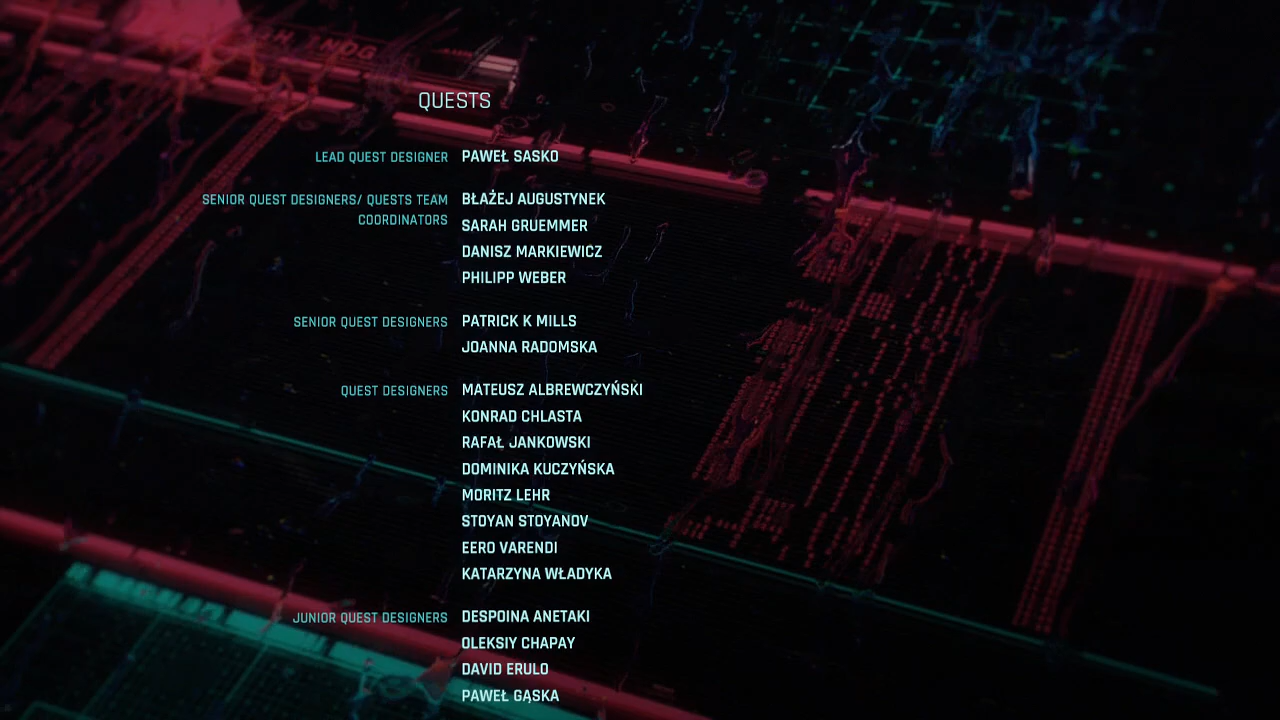 QUESTS
LEAD QUEST DESIGNER PAWEŁ SASKO
SENIOR QUEST DESIGNERS/ QUESTS TEAM COORDINATORS BŁAŻEJ AUGUSTYNEK
SARAH GRUEMMER
DANISZ MARKIEWICZ
PHILIPP WEBER
SENIOR QUEST DESIGNERS PATRICK K MILLS
JOANNA RADOMSKA
QUEST DESIGNERS MATEUSZ ALBREWCZYŃSKI
KONRAD CHLASTA
RAFAŁ JANKOWSKI
DOMINIKA KUCZYŃSKA
MORITZ LEHR
STOYAN STOYANOV
EERO VARENDI
KATARZYNA WŁADYKA
JUNIOR QUEST DESIGNERS DESPOINA ANETAKI
OLEKSIY CHAPAY
DAVID ERULO
PAWEŁ GĄSKA